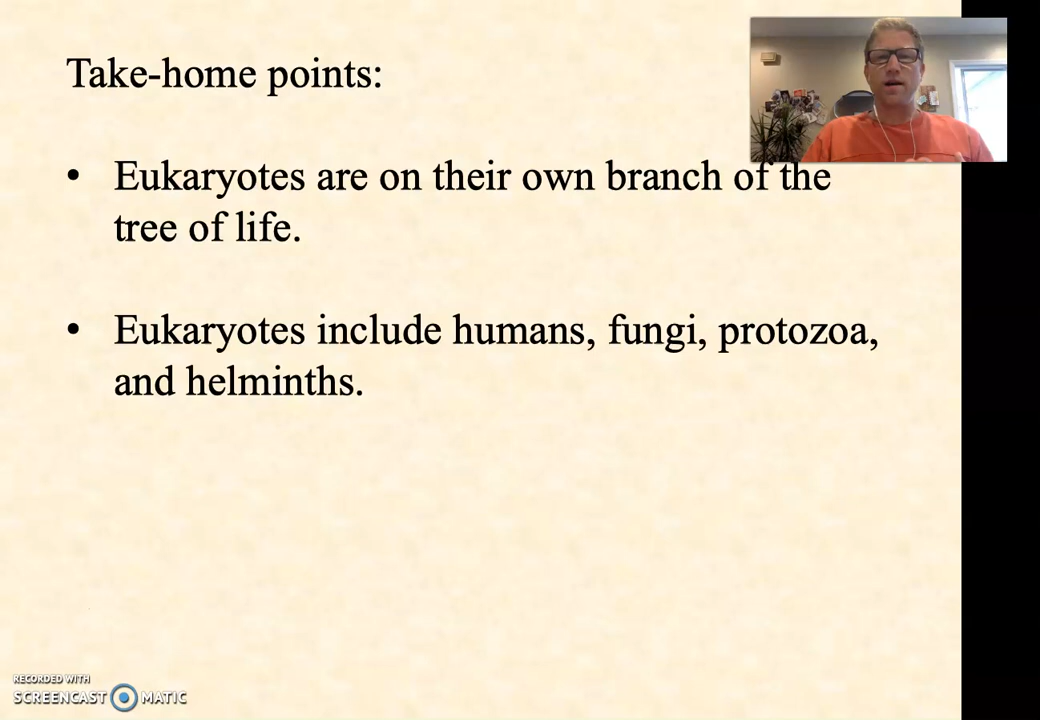 Take-home points:
• Eukaryotes are on their own branch of the
tree of life.
• Eukaryotes include humans, fungi, protozoa,
and helminths.
RECORDED WITH
SCREENCAST MATIC